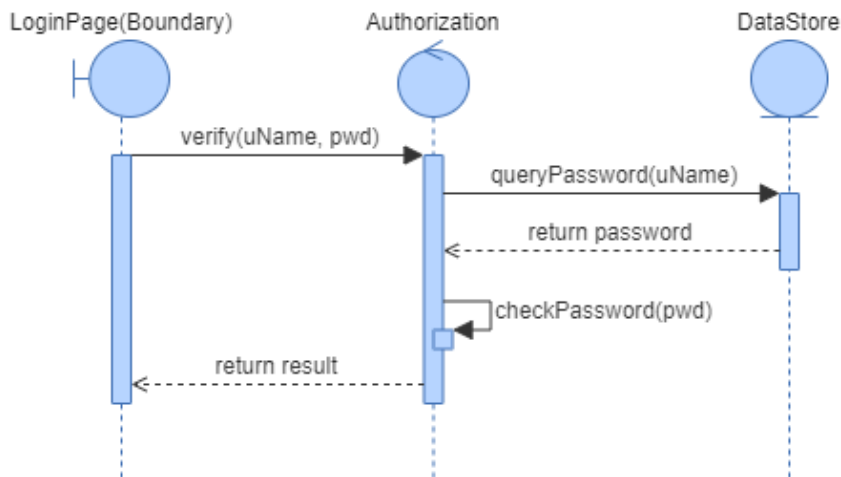 LoginPage(Boundary)
Authorization
DataStore
verify(uName, pwd)
queryPassword(uName)
return password
checkPassword(pwd)
return result